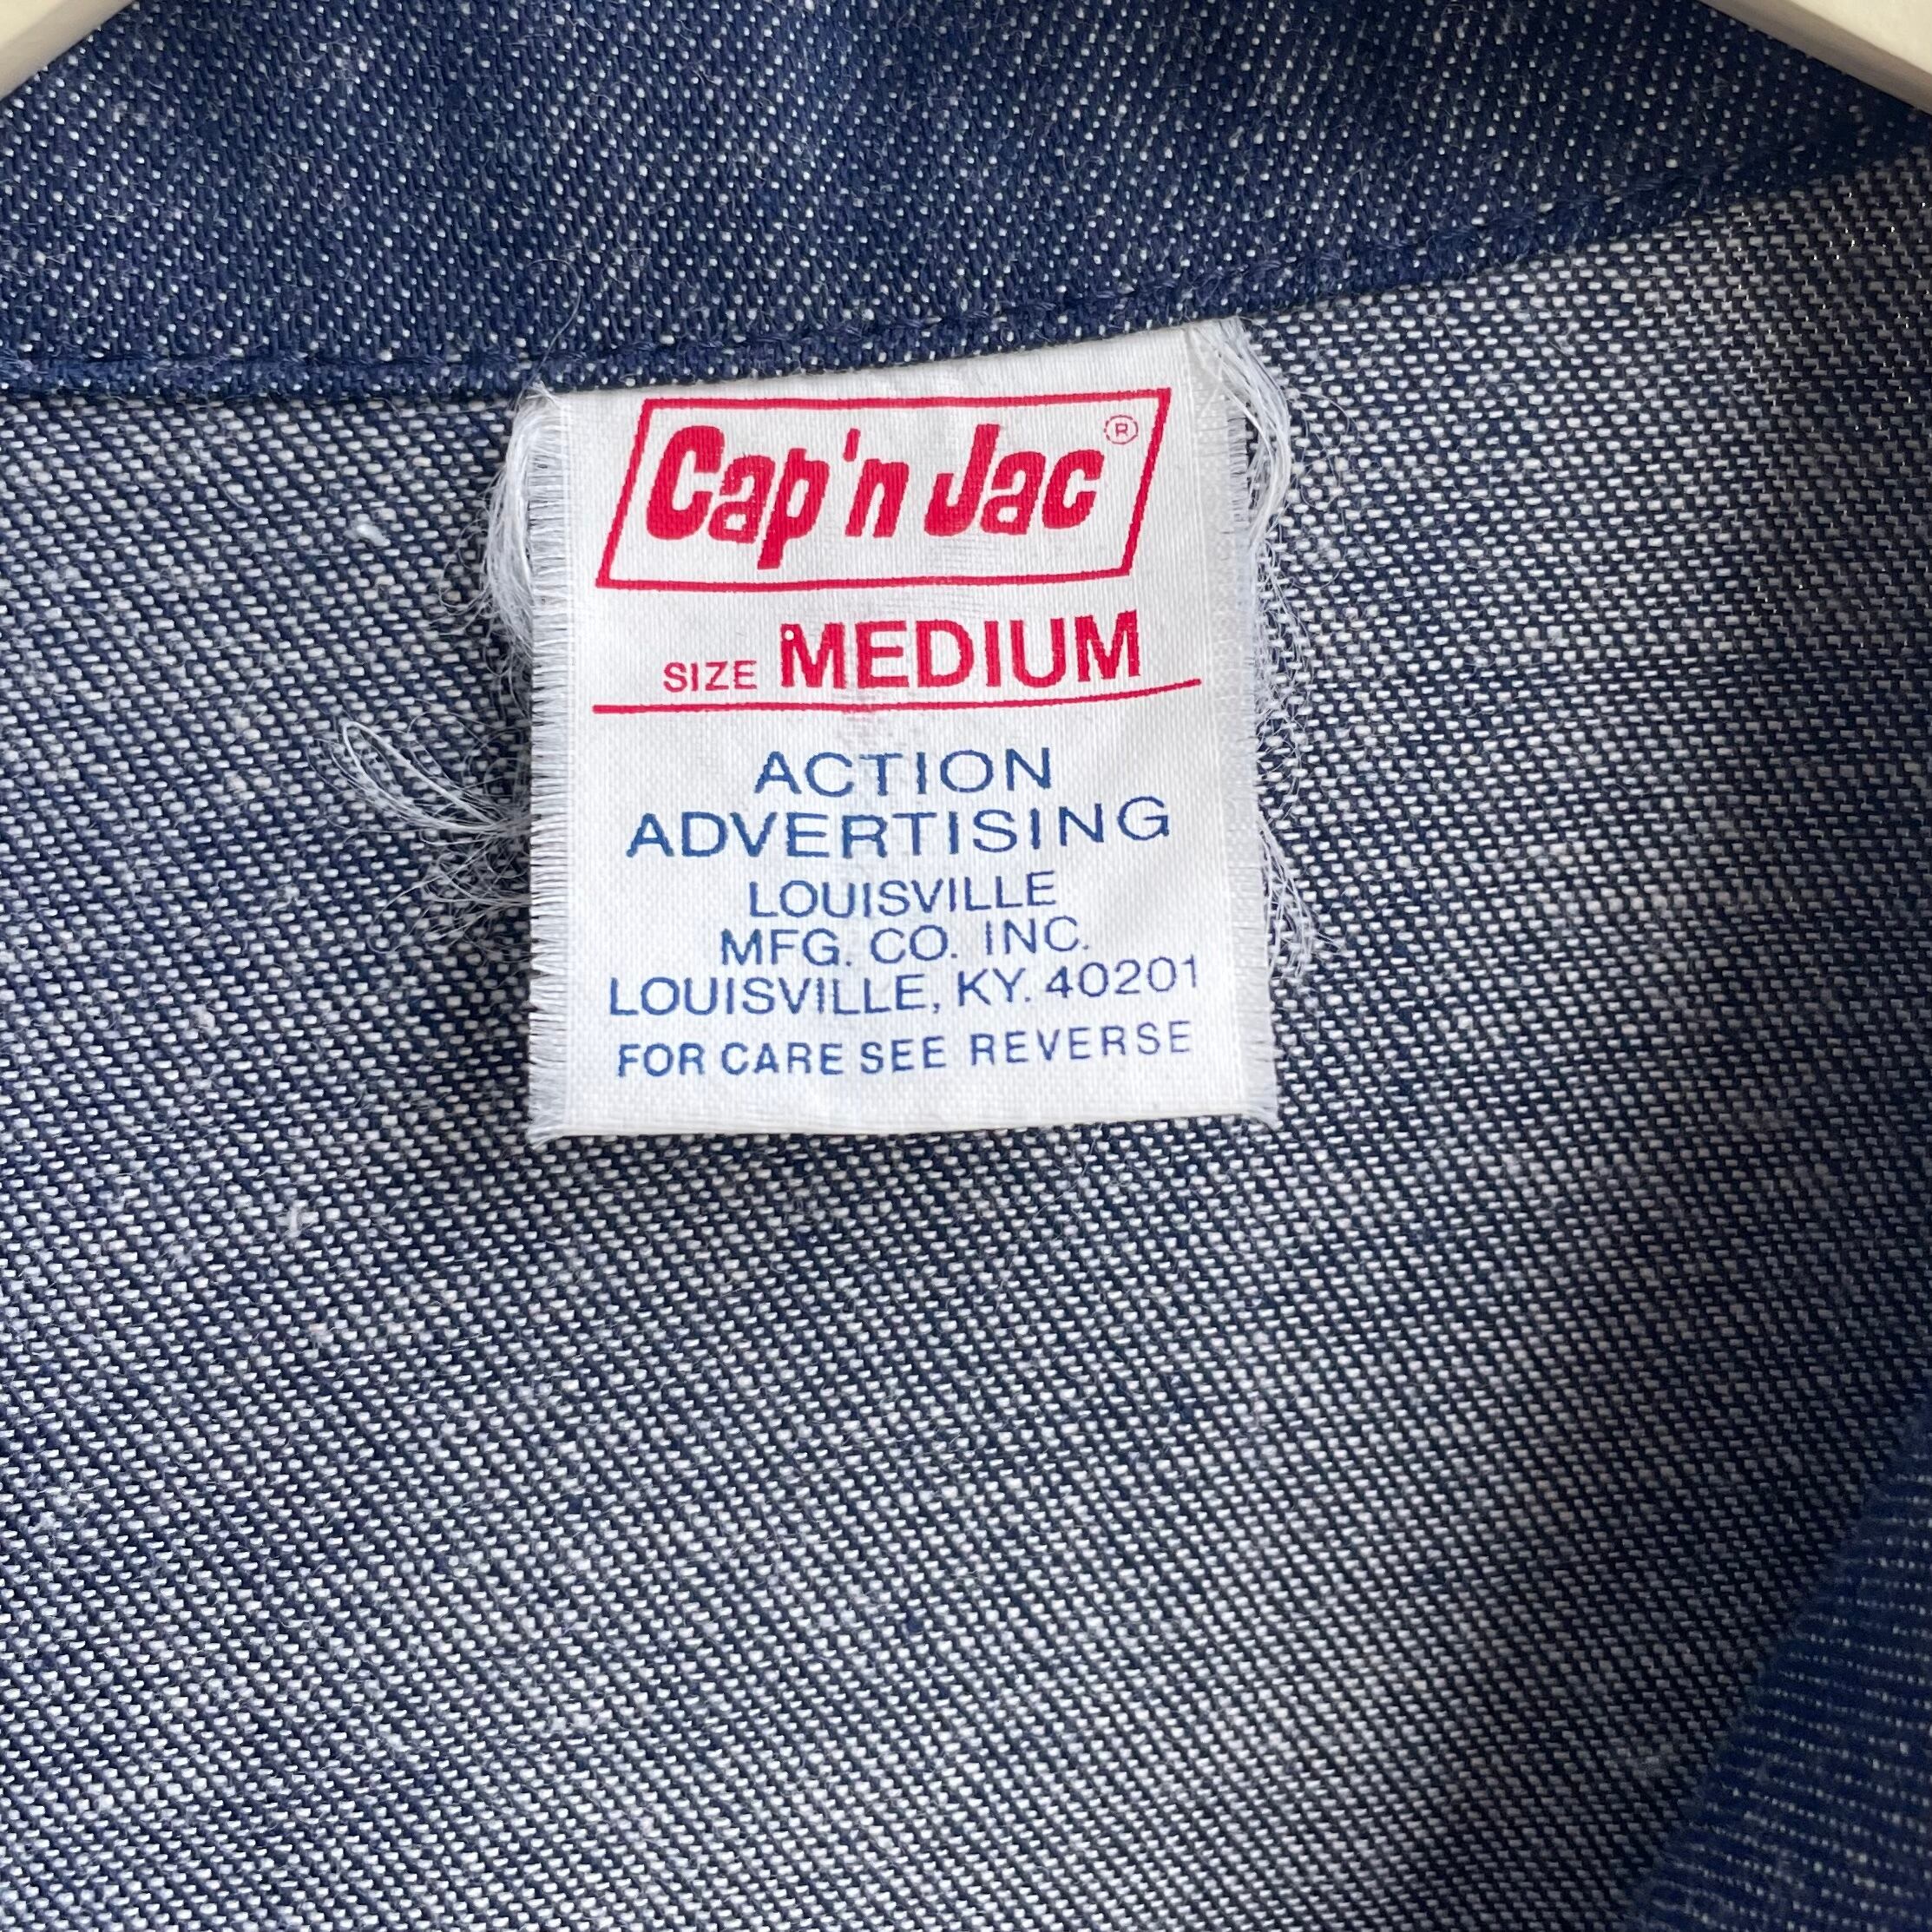 Cap'n Jac ®
SIZE MEDIUM
ACTION
ADVERTISING
LOUISVILLE
MFG. CO. INC.
LOUISVILLE, KY. 40201
FOR CARE SEE REVERSE